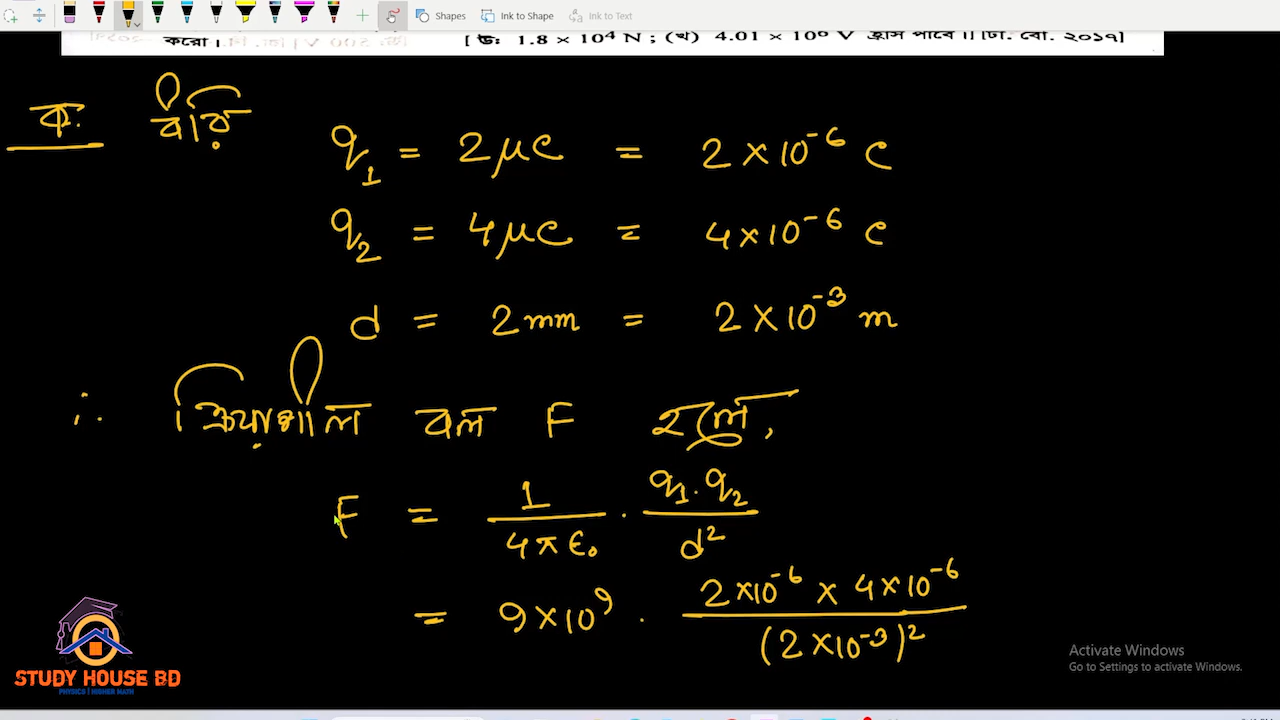 Shapes Ink to Shape Ink to Text
করো। [ উ: 1.8 × 10⁴ N ; (খ) 4.01 × 10⁰ V হ্রাস পাবে।] [ঢা. বো. ২০১৭]
ক: ধরি
q₁ = 2μC = 2×10⁻⁶ C
q₂ = 4μC = 4×10⁻⁶ C
d = 2mm = 2×10⁻³ m
∴ ক্রিয়াশীল বল F হলে,
F = 1/4πε₀ · q₁·q₂/d²
= 9×10⁹ · 2×10⁻⁶ × 4×10⁻⁶/(2×10⁻³)²
Activate Windows
Go to Settings to activate Windows.
STUDY HOUSE BD
PHYSICS | HIGHER MATH